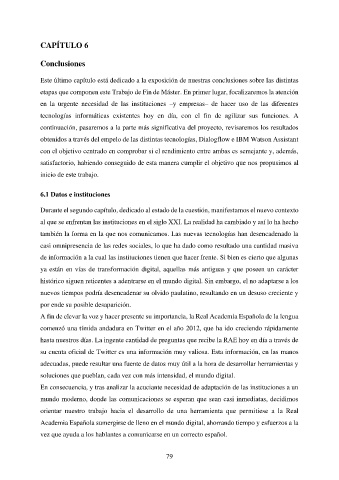 CAPÍTULO 6
Conclusiones
Este último capítulo está dedicado a la exposición de nuestras conclusiones sobre las distintas
etapas que componen este Trabajo de Fin de Máster. En primer lugar, focalizaremos la atención
en la urgente necesidad de las instituciones –y empresas– de hacer uso de las diferentes
tecnologías informáticas existentes hoy en día, con el fin de agilizar sus funciones. A
continuación, pasaremos a la parte más significativa del proyecto, revisaremos los resultados
obtenidos a través del empleo de las distintas tecnologías, Dialogflow e IBM Watson Assistant
con el objetivo centrado en comprobar si el rendimiento entre ambas es semejante y, además,
satisfactorio, habiendo conseguido de esta manera cumplir el objetivo que nos propusimos al
inicio de este trabajo.
6.1 Datos e instituciones
Durante el segundo capítulo, dedicado al estado de la cuestión, manifestamos el nuevo contexto
al que se enfrentan las instituciones en el siglo XXI. La realidad ha cambiado y así lo ha hecho
también la forma en la que nos comunicamos. Las nuevas tecnologías han desencadenado la
casi omnipresencia de las redes sociales, lo que ha dado como resultado una cantidad masiva
de información a la cual las instituciones tienen que hacer frente. Si bien es cierto que algunas
ya están en vías de transformación digital, aquellas más antiguas y que poseen un carácter
histórico siguen reticentes a adentrarse en el mundo digital. Sin embargo, el no adaptarse a los
nuevos tiempos podría desencadenar su olvido paulatino, resultando en un desuso creciente y
por ende su posible desaparición.
A fin de elevar la voz y hacer presente su importancia, la Real Academia Española de la lengua
comenzó una tímida andadura en Twitter en el año 2012, que ha ido creciendo rápidamente
hasta nuestros días. La ingente cantidad de preguntas que recibe la RAE hoy en día a través de
su cuenta oficial de Twitter es una información muy valiosa. Esta información, en las manos
adecuadas, puede resultar una fuente de datos muy útil a la hora de desarrollar herramientas y
soluciones que pueblan, cada vez con más intensidad, el mundo digital.
En consecuencia, y tras analizar la acuciante necesidad de adaptación de las instituciones a un
mundo moderno, donde las comunicaciones se esperan que sean casi inmediatas, decidimos
orientar nuestro trabajo hacia el desarrollo de una herramienta que permitiese a la Real
Academia Española sumergirse de lleno en el mundo digital, ahorrando tiempo y esfuerzos a la
vez que ayuda a los hablantes a comunicarse en un correcto español.
79